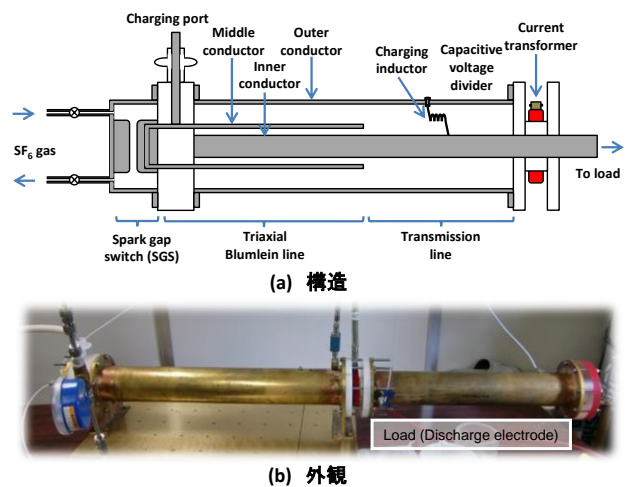 Charging port
Middle
conductor
Outer
conductor
Inner
conductor
Charging
inductor
Capacitive
voltage
divider
Current
transformer
SF6 gas
To load
Spark gap
switch (SGS)
Triaxial
Blumlein line
Transmission
line
(a) 構造
Load (Discharge electrode)
(b) 外観